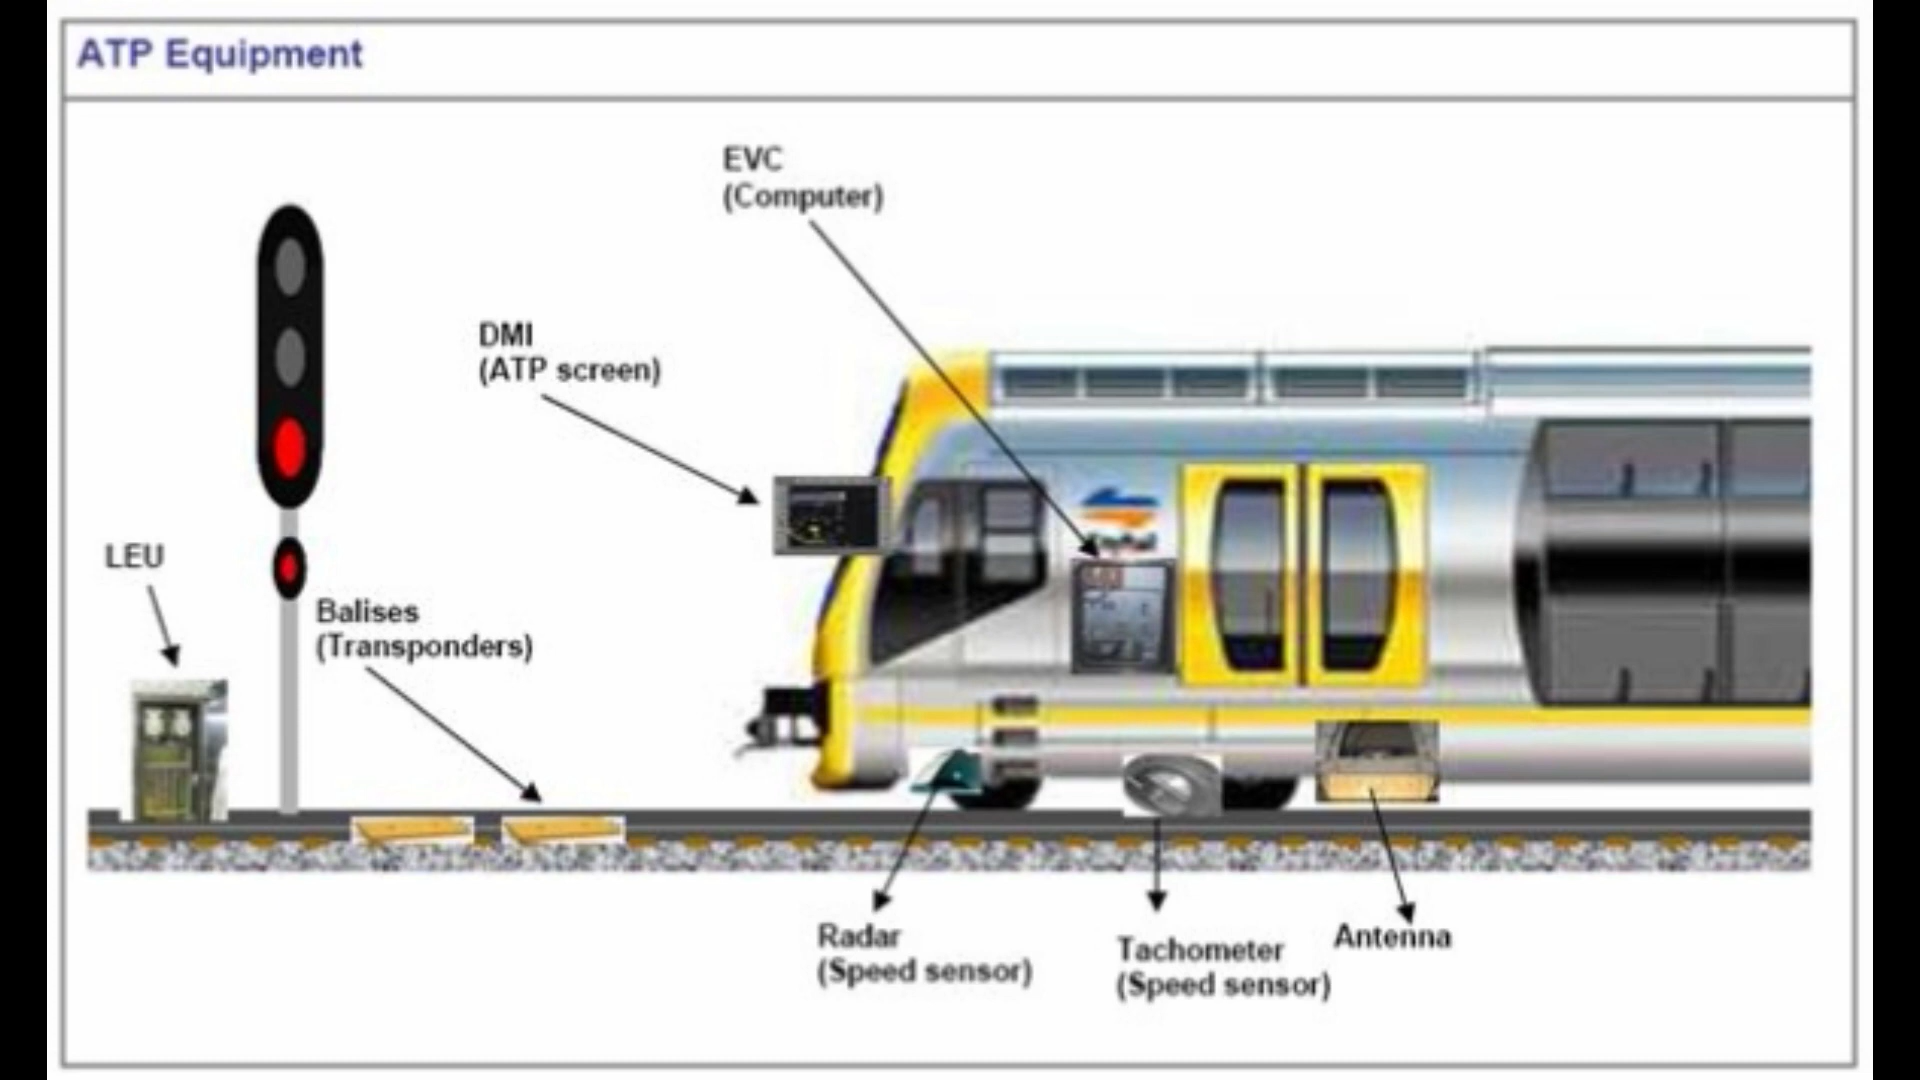 ATP Equipment
EVC
(Computer)
DMI
(ATP screen)
LEU
Balises
(Transponders)
Radar
(Speed sensor)
Tachometer
(Speed sensor)
Antenna